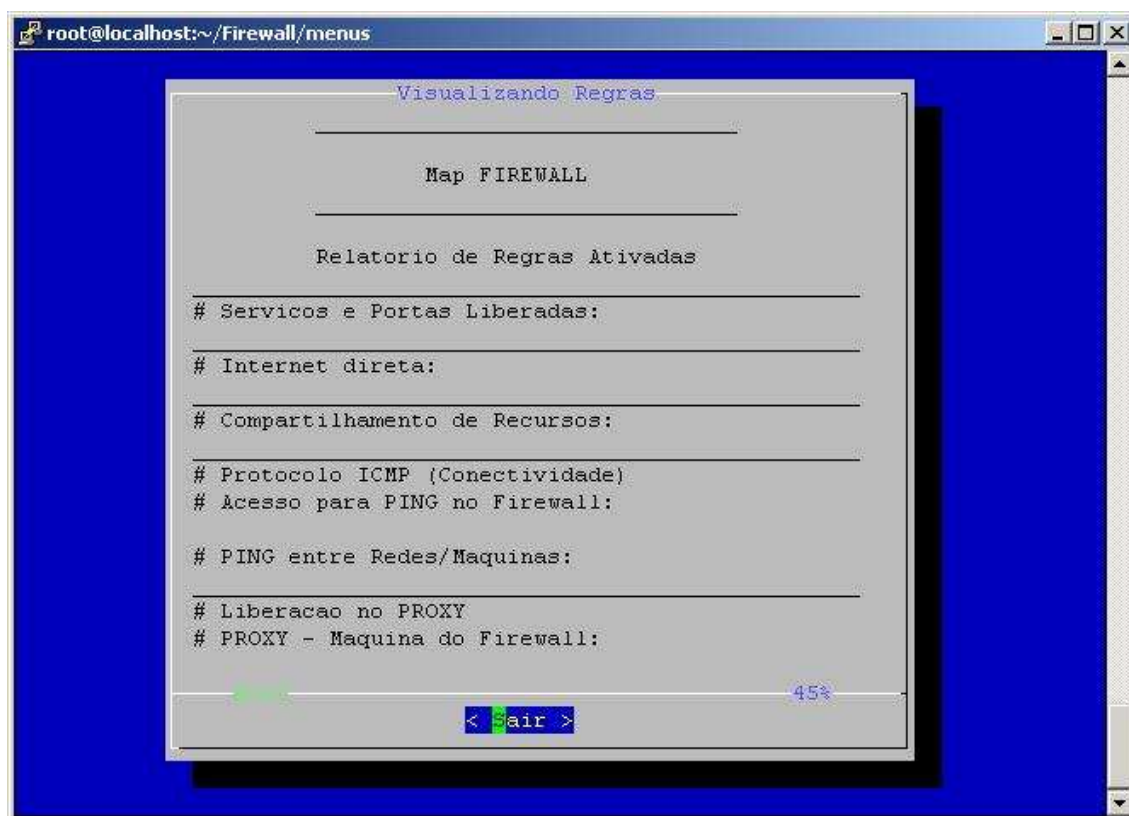 root@localhost:~/Firewall/menus
Visualizando Regras
Map FIREWALL
Relatorio de Regras Ativadas
# Servicos e Portas Liberadas:
# Internet direta:
# Compartilhamento de Recursos:
# Protocolo ICMP (Conectividade)
# Acesso para PING no Firewall:
# PING entre Redes/Maquinas:
# Liberacao no PROXY
# PROXY - Maquina do Firewall:
45%
< Sair >